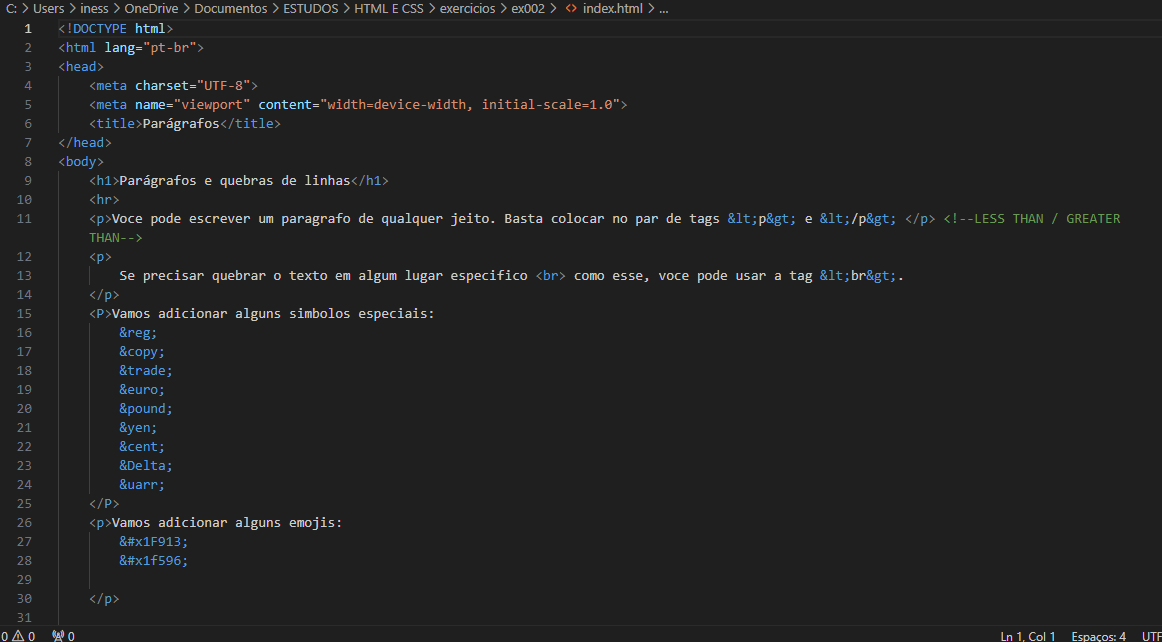 C: > Users > iness > OneDrive > Documentos > ESTUDOS > HTML E CSS > exercicios > ex002 > <> index.html > ...
1 <!DOCTYPE html>
2 <html lang="pt-br">
3 <head>
4 <meta charset="UTF-8">
5 <meta name="viewport" content="width=device-width, initial-scale=1.0">
6 <title>Parágrafos</title>
7 </head>
8 <body>
9 <h1>Parágrafos e quebras de linhas</h1>
10 <hr>
11 <p>Voce pode escrever um paragrafo de qualquer jeito. Basta colocar no par de tags &lt;p&gt; e &lt;/p&gt; </p> <!--LESS THAN / GREATER
THAN-->
12 <p>
13 Se precisar quebrar o texto em algum lugar especifico <br> como esse, voce pode usar a tag &lt;br&gt;.
14 </p>
15 <P>Vamos adicionar alguns simbolos especiais:
16 &reg;
17 &copy;
18 &trade;
19 &euro;
20 &pound;
21 &yen;
22 &cent;
23 &Delta;
24 &uarr;
25 </P>
26 <p>Vamos adicionar alguns emojis:
27 &#x1F913;
28 &#x1f596;
29
30 </p>
31
0 0 0 Ln 1, Col 1 Espaços: 4 UTF